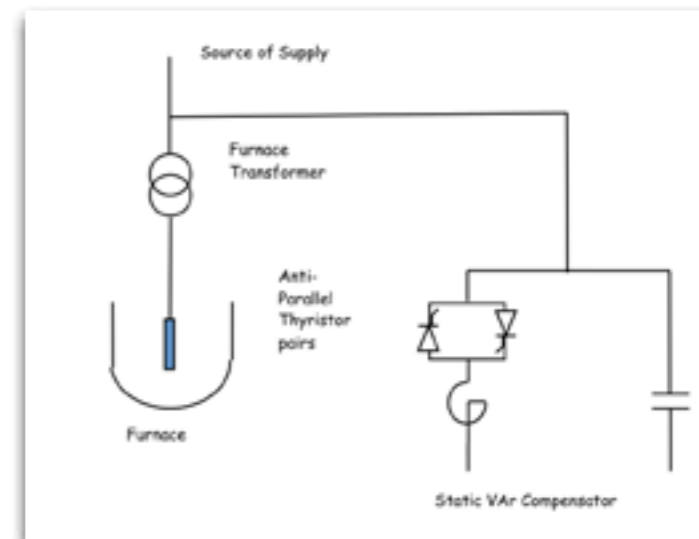 Source of Supply
Furnace
Transformer
Anti-
Parallel
Thyristor
pairs
Furnace
Static VAr Compensator